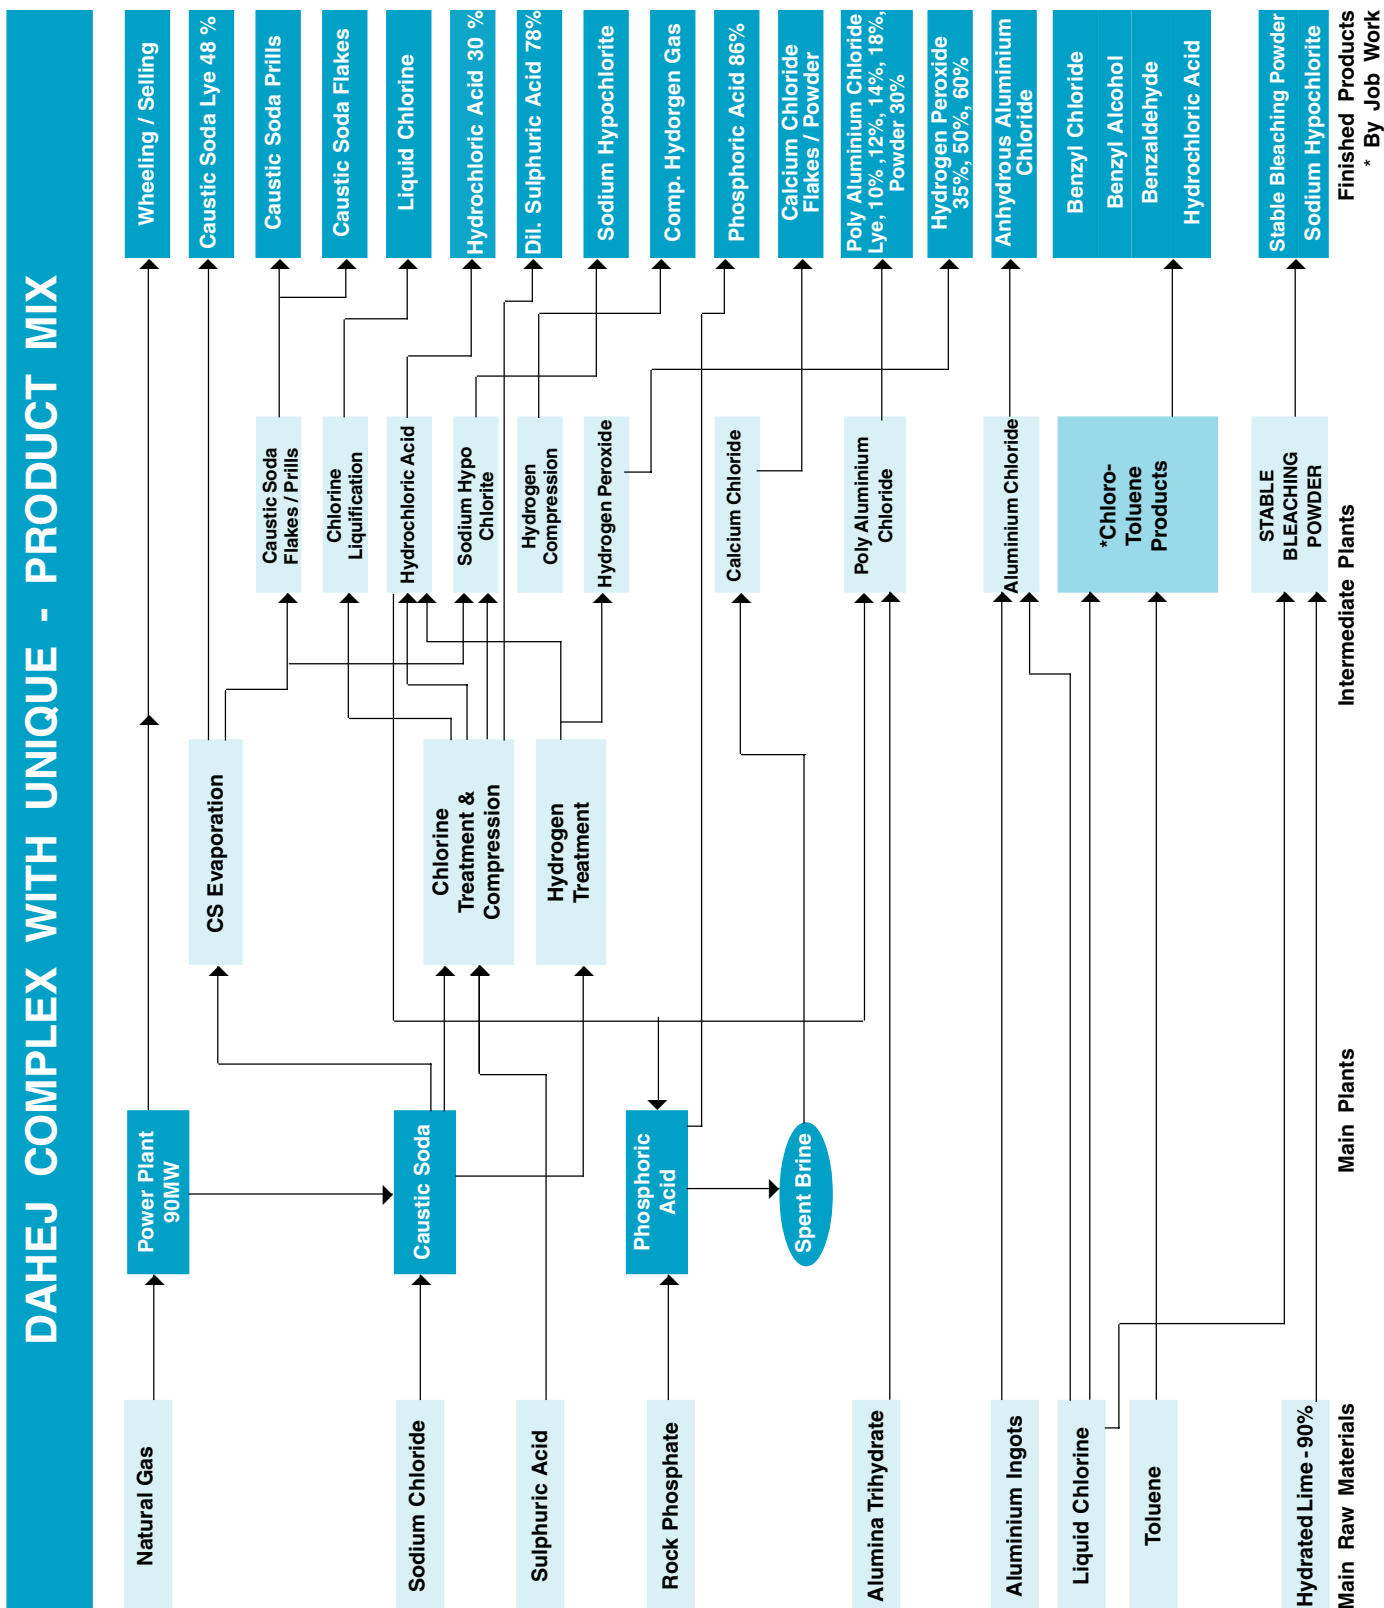 DAHEJ COMPLEX WITH UNIQUE - PRODUCT MIX
Natural Gas
Sodium Chloride
Sulphuric Acid
Rock Phosphate
Alumina Trihydrate
Aluminium Ingots
Liquid Chlorine
Toluene
Hydrated Lime - 90%
Main Raw Materials
Power Plant
90MW
Caustic Soda
Phosphoric
Acid
Spent Brine
Main Plants
CS Evaporation
Chlorine
Treatment &
Compression
Hydrogen
Treatment
Caustic Soda
Flakes / Prills
Chlorine
Liquification
Hydrochloric Acid
Sodium Hypo
Chlorite
Hydrogen
Compression
Hydrogen Peroxide
Calcium Chloride
Poly Aluminium
Chloride
Aluminium Chloride
*Chloro-
Toluene
Products
STABLE
BLEACHING
POWDER
Intermediate Plants
Wheeling / Selling
Caustic Soda Lye 48 %
Caustic Soda Prills
Caustic Soda Flakes
Liquid Chlorine
Hydrochloric Acid 30 %
Dil. Sulphuric Acid 78%
Sodium Hypochlorite
Comp. Hydorgen Gas
Phosphoric Acid 86%
Calcium Chloride
Flakes / Powder
Poly Aluminium Chloride
Lye, 10% ,12%, 14%, 18%,
Powder 30%
Hydrogen Peroxide
35%, 50%, 60%
Anhydrous Aluminium
Chloride
Benzyl Chloride
Benzyl Alcohol
Benzaldehyde
Hydrochloric Acid
Stable Bleaching Powder
Sodium Hypochlorite
Finished Products
* By Job Work